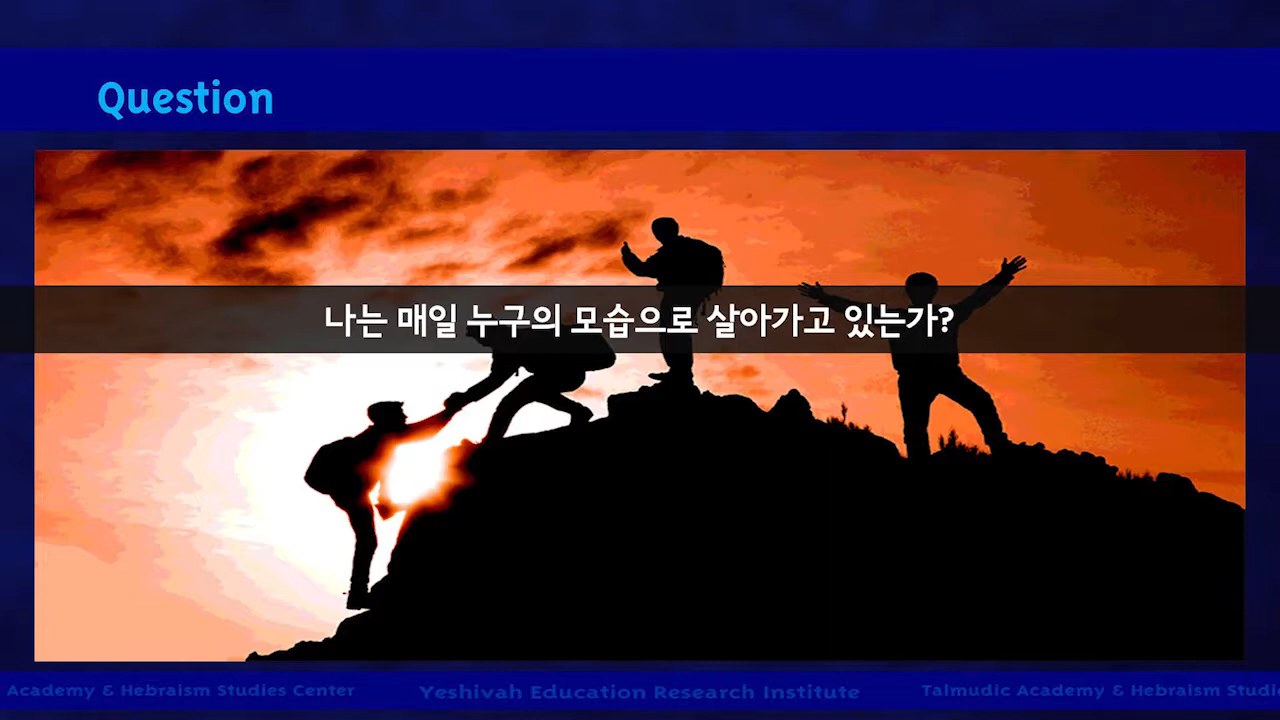 Question
나는 매일 누구의 모습으로 살아가고 있는가?
Academy & Hebraism Studies Center Yeshivah Education Research Institute Talmudic Academy & Hebraism